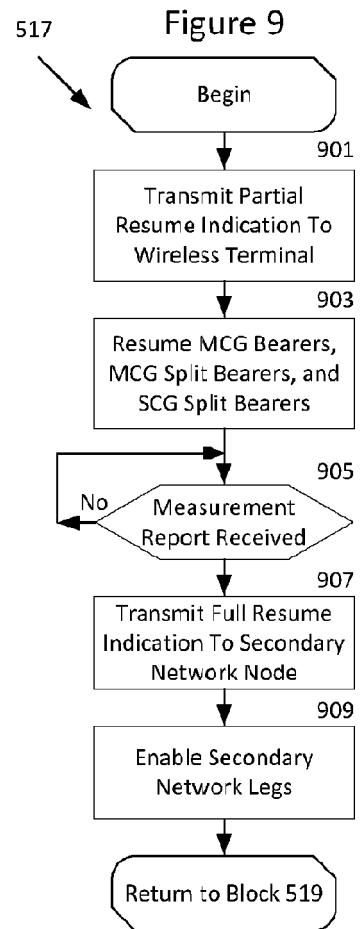 Figure 9
517
Begin
901
Transmit Partial
Resume Indication To
Wireless Terminal
903
Resume MCG Bearers,
MCG Split Bearers, and
SCG Split Bearers
905
No
Measurement
Report Received
907
Transmit Full Resume
Indication To Secondary
Network Node
909
Enable Secondary
Network Legs
Return to Block 519